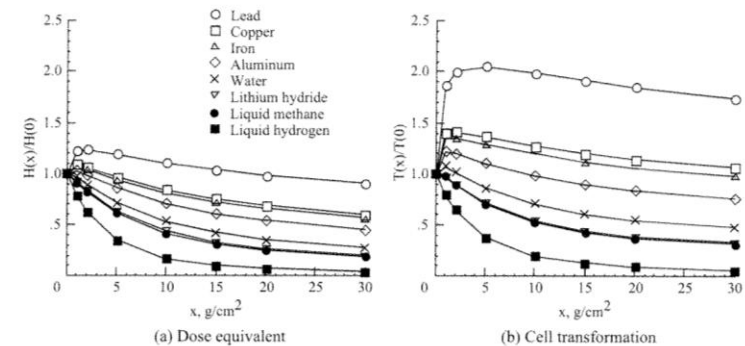 2.5
2.0
1.5
1.0
.5
0
5
10
15
20
25
30
H(x)/H(0)
x, g/cm2
(a) Dose equivalent
Lead
Copper
Iron
Aluminum
Water
Lithium hydride
Liquid methane
Liquid hydrogen
2.5
2.0
1.5
1.0
.5
0
5
10
15
20
25
30
T(x)/T(0)
x, g/cm2
(b) Cell transformation